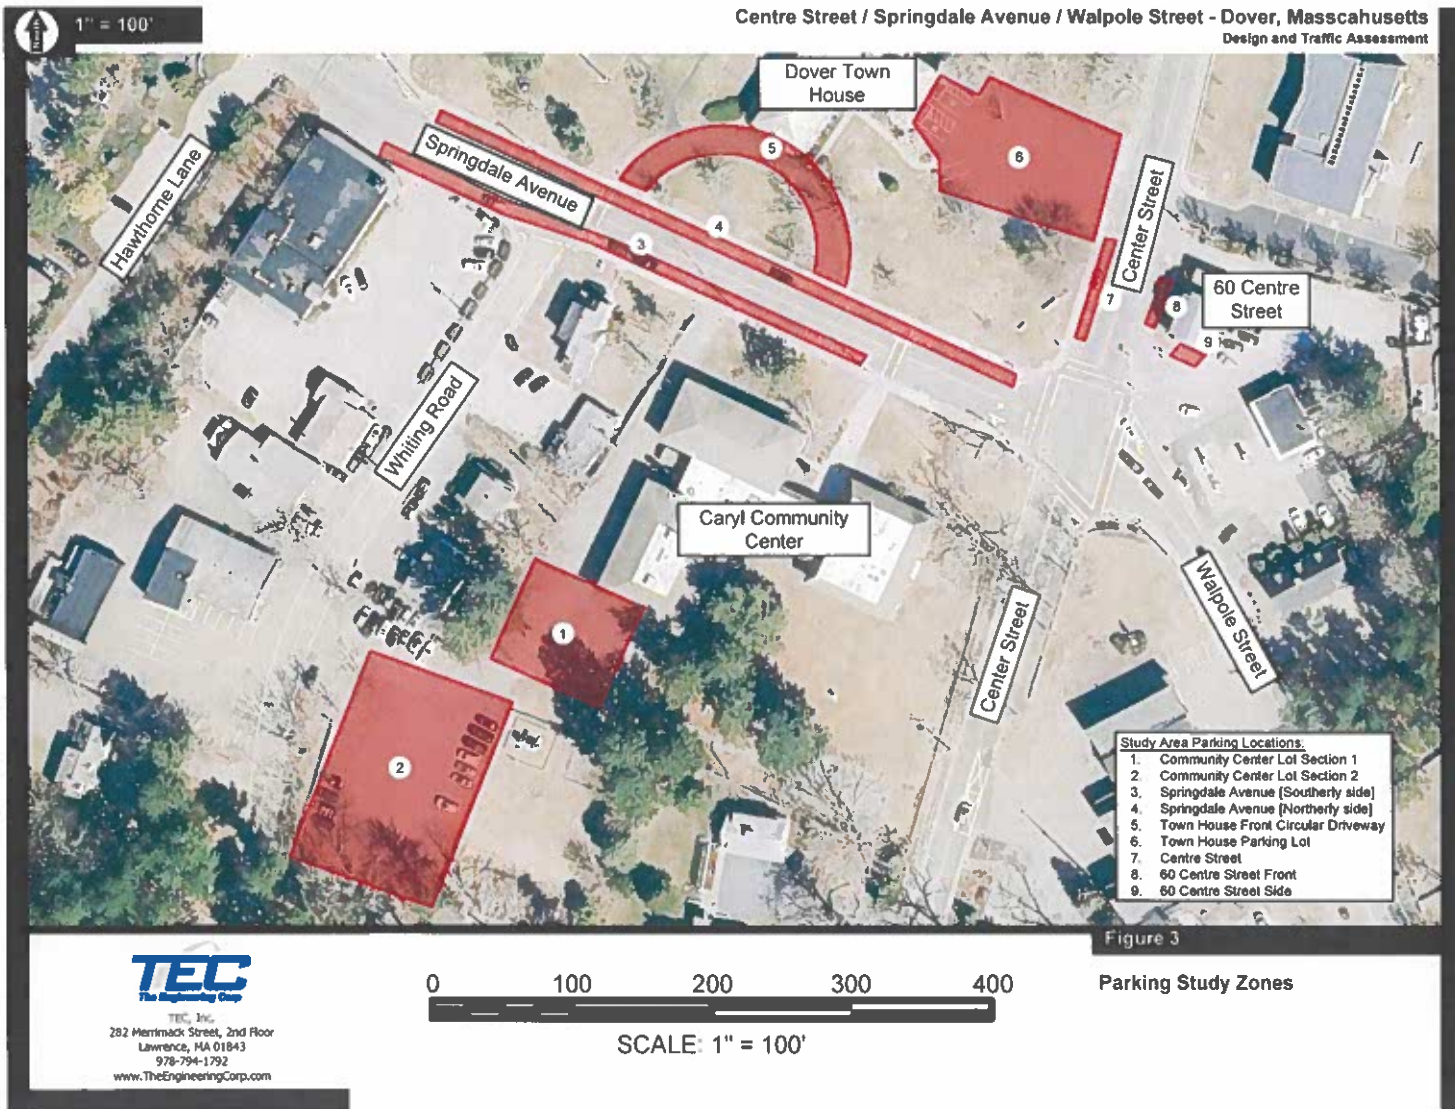 North
1" = 100'
Centre Street / Springdale Avenue / Walpole Street - Dover, Masscahusetts
Design and Traffic Assessment
Dover Town
House
Hawthorne Lane
Springdale Avenue
5
6
Center Street
3
4
7
8
60 Centre
Street
9
Whiting Road
Caryl Community
Center
1
Center Street
Walpole Street
2
Study Area Parking Locations:
1. Community Center Lot Section 1
2. Community Center Lot Section 2
3. Springdale Avenue [Southerly side]
4. Springdale Avenue [Northerly side]
5. Town House Front Circular Driveway
6. Town House Parking Lot
7. Centre Street
8. 60 Centre Street Front
9. 60 Centre Street Side
Figure 3
Parking Study Zones
TEC
The Engineering Corp
TEC, Inc.
282 Merrimack Street, 2nd Floor
Lawrence, MA 01843
978-794-1792
www.TheEngineeringCorp.com
0 100 200 300 400
SCALE: 1" = 100'